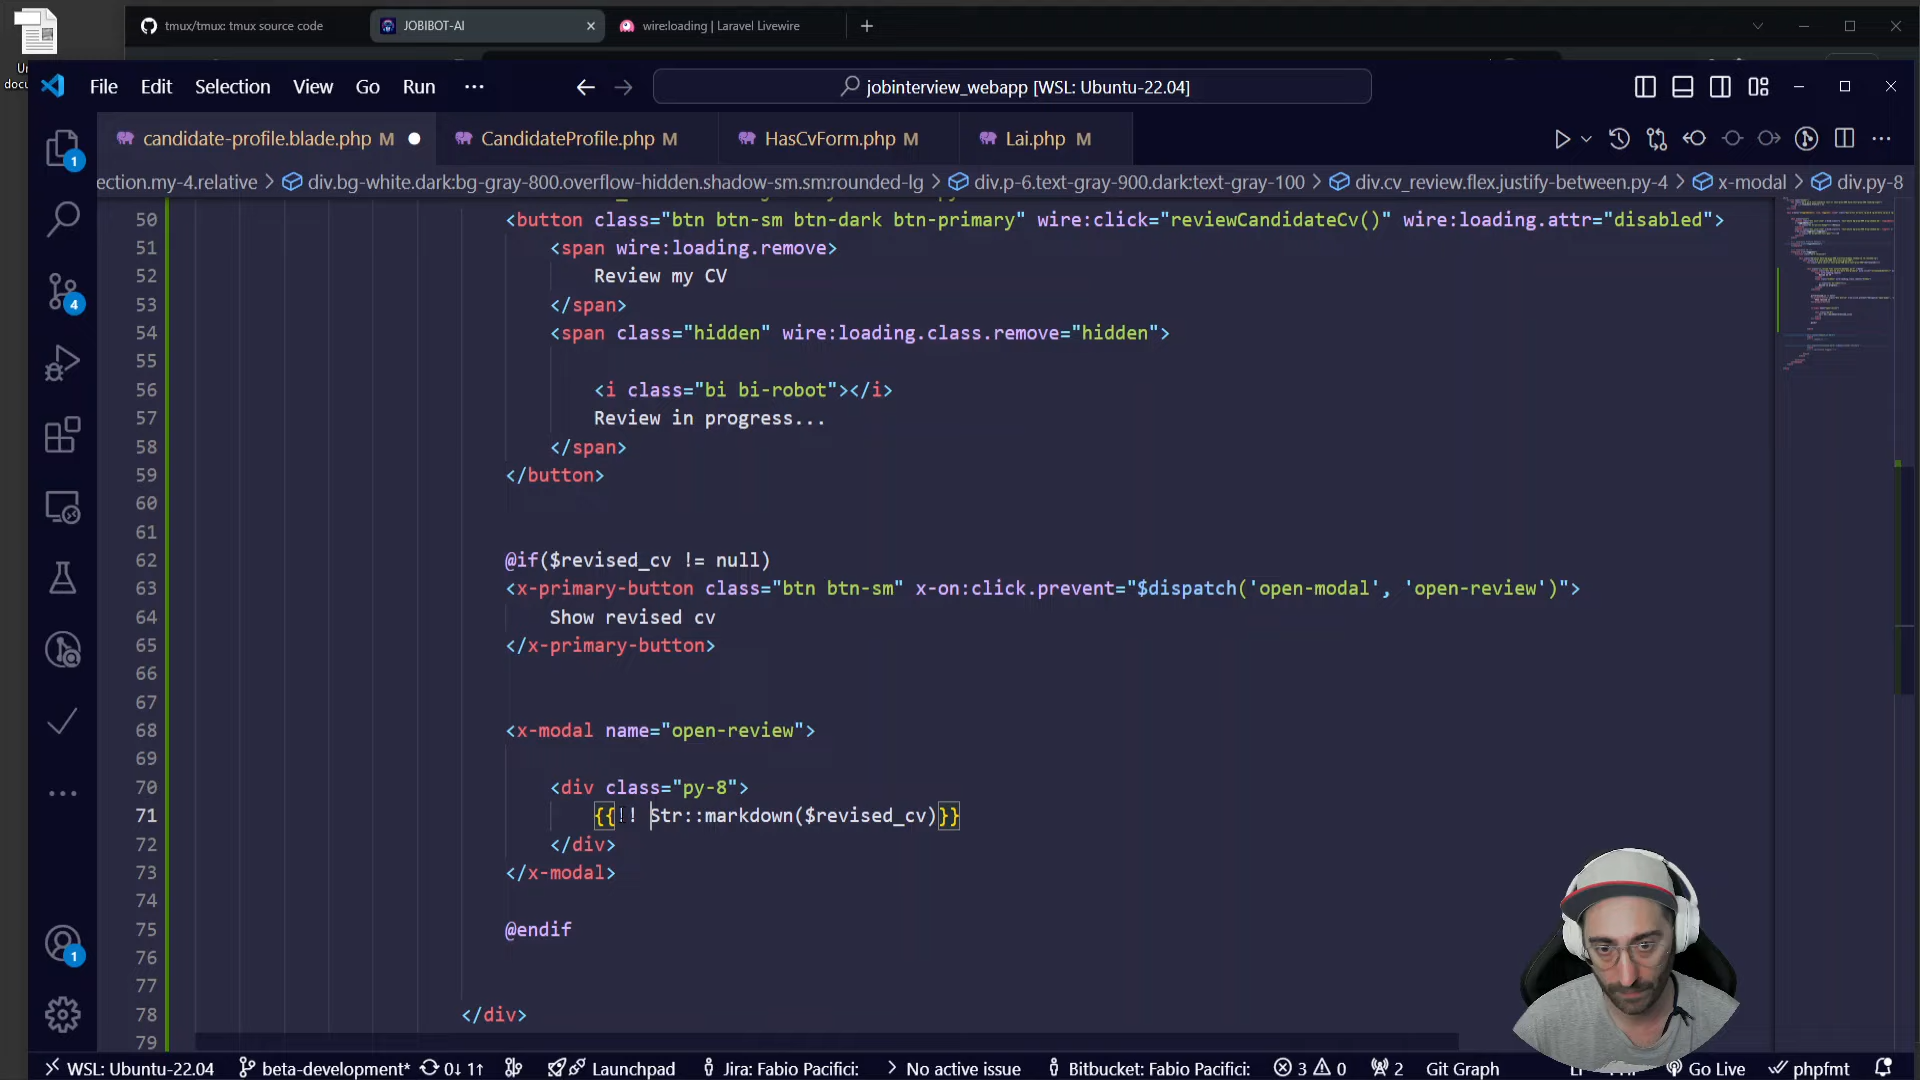 tmux/tmux: tmux source code
JOBIBOT-AI
wire:loading | Laravel Livewire
File Edit Selection View Go Run ···
jobinterview_webapp [WSL: Ubuntu-22.04]
candidate-profile.blade.php M
CandidateProfile.php M
HasCvForm.php M
Lai.php M
ection.my-4.relative > div.bg-white.dark:bg-gray-800.overflow-hidden.shadow-sm.sm:rounded-lg > div.p-6.text-gray-900.dark:text-gray-100 > div.cv_review.flex.justify-between.py-4 > x-modal > div.py-8
50 <button class="btn btn-sm btn-dark btn-primary" wire:click="reviewCandidateCv()" wire:loading.attr="disabled">
51 <span wire:loading.remove>
52 Review my CV
53 </span>
54 <span class="hidden" wire:loading.class.remove="hidden">
55
56 <i class="bi bi-robot"></i>
57 Review in progress...
58 </span>
59 </button>
60
61
62 @if($revised_cv != null)
63 <x-primary-button class="btn btn-sm" x-on:click.prevent="$dispatch('open-modal', 'open-review')">
64 Show revised cv
65 </x-primary-button>
66
67
68 <x-modal name="open-review">
69
70 <div class="py-8">
71 {{!! Str::markdown($revised_cv)}}
72 </div>
73 </x-modal>
74
75 @endif
76
77
78 </div>
79
1
4
1
WSL: Ubuntu-22.04 beta-development* 0↓ 1↑ Launchpad Jira: Fabio Pacifici: No active issue Bitbucket: Fabio Pacifici: 3 0 2 Git Graph Go Live phpfmt